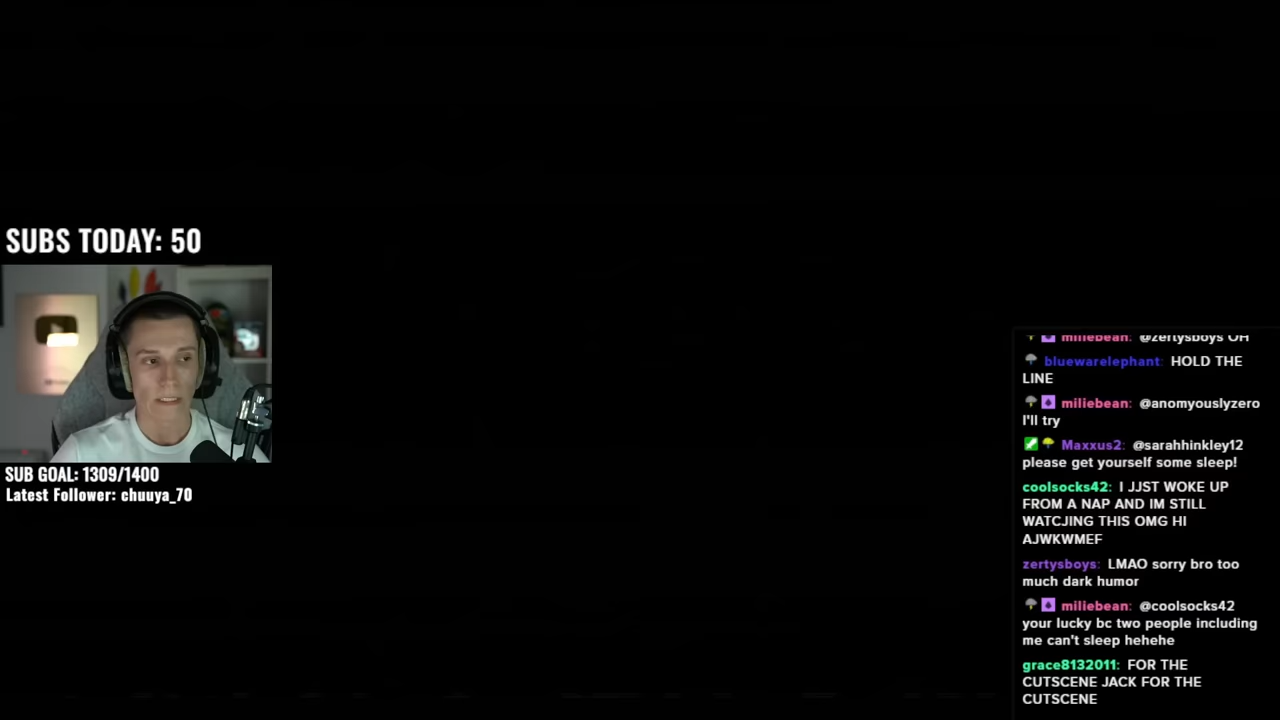 SUBS TODAY: 50
SUB GOAL: 1309/1400
Latest Follower: chuuya_70
miliebean: @zertysboys OH
bluewarelephant: HOLD THE
LINE
miliebean: @anomyouslyzero
I'll try
Maxxus2: @sarahhinkley12
please get yourself some sleep!
coolsocks42: I JJST WOKE UP
FROM A NAP AND IM STILL
WATCJING THIS OMG HI
AJWKWMEF
zertysboys: LMAO sorry bro too
much dark humor
miliebean: @coolsocks42
your lucky bc two people including
me can't sleep hehehe
grace8132011: FOR THE
CUTSCENE JACK FOR THE
CUTSCENE